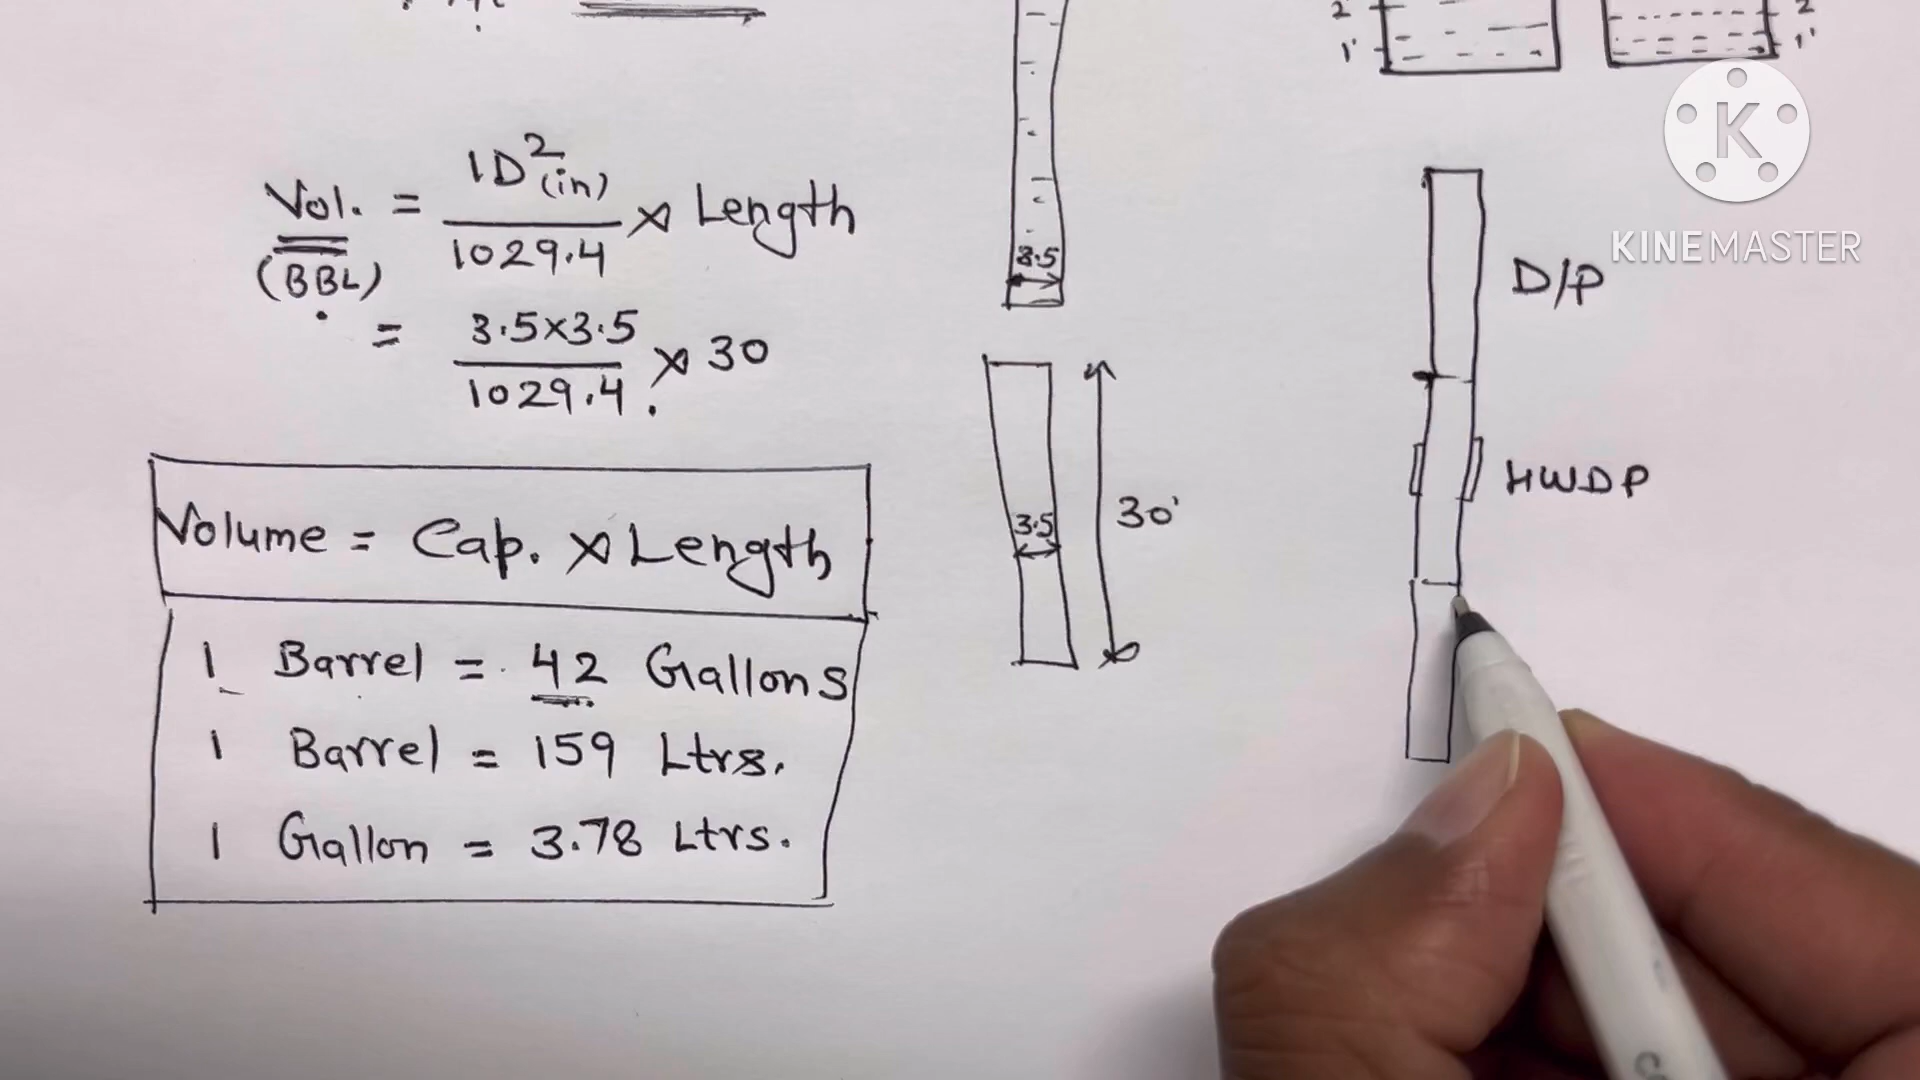 2'
1'
2
1'
K
KINEMASTER
Vol. = ID²(in) / 1029.4 × Length
(BBL)
= 3.5×3.5 / 1029.4 × 30
3.5
3.5
30'
Volume = Cap. × Length
1 Barrel = 42 Gallons
1 Barrel = 159 Ltrs.
1 Gallon = 3.78 Ltrs.
D/P
HWDP